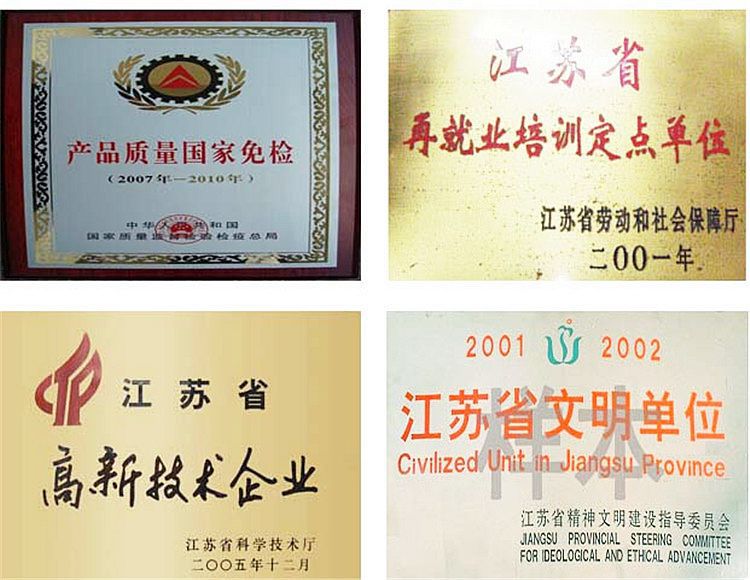 产品质量国家免检
(2007年—2010年)
中华人民共和国
国家质量监督检验检疫总局
江苏省
再就业培训定点单位
江苏省劳动和社会保障厅
二00一年
江苏省
高新技术企业
江苏省科学技术厅
二〇〇五年十二月
2001 2002
江苏省文明单位
Civilized Unit in Jiangsu Province
样本
江苏省精神文明建设指导委员会
JIANGSU PROVINCIAL STEERING COMMITTEE
FOR IDEOLOGICAL AND ETHICAL ADVANCEMENT